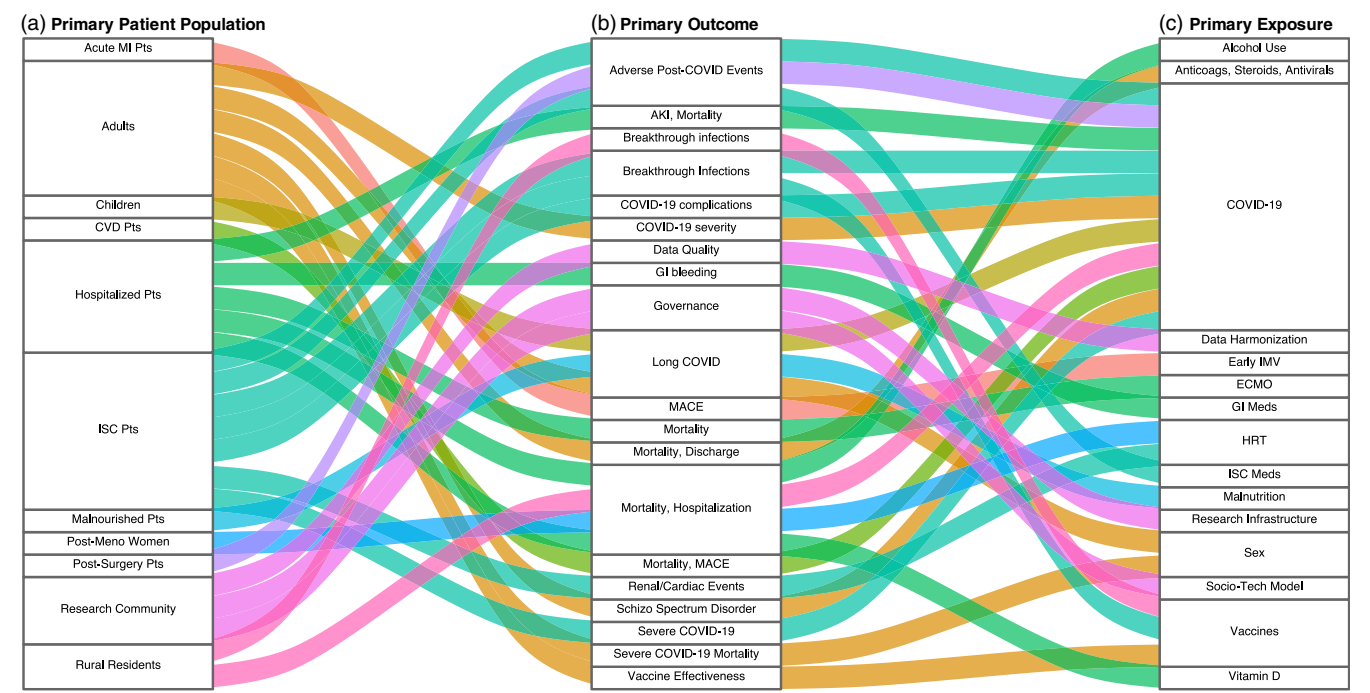 (a) Primary Patient Population
Acute MI Pts
Adults
Children
CVD Pts
Hospitalized Pts
ISC Pts
Malnourished Pts
Post-Meno Women
Post-Surgery Pts
Research Community
Rural Residents
(b) Primary Outcome
Adverse Post-COVID Events
AKI, Mortality
Breakthrough infections
Breakthrough Infections
COVID-19 complications
COVID-19 severity
Data Quality
GI bleeding
Governance
Long COVID
MACE
Mortality
Mortality, Discharge
Mortality, Hospitalization
Mortality, MACE
Renal/Cardiac Events
Schizo Spectrum Disorder
Severe COVID-19
Severe COVID-19 Mortality
Vaccine Effectiveness
(c) Primary Exposure
Alcohol Use
Anticoags, Steroids, Antivirals
COVID-19
Data Harmonization
Early IMV
ECMO
GI Meds
HRT
ISC Meds
Malnutrition
Research Infrastructure
Sex
Socio-Tech Model
Vaccines
Vitamin D